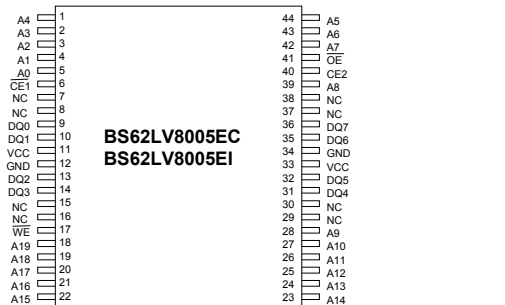 A4 1 44 A5
A3 2 43 A6
A2 3 42 A7
A1 4 41 OE
A0 5 40 CE2
CE1 6 39 A8
NC 7 38 NC
NC 8 37 NC
DQ0 9 36 DQ7
DQ1 10 BS62LV8005EC 35 DQ6
VCC 11 BS62LV8005EI 34 GND
GND 12 33 VCC
DQ2 13 32 DQ5
DQ3 14 31 DQ4
NC 15 30 NC
NC 16 29 NC
WE 17 28 A9
A19 18 27 A10
A18 19 26 A11
A17 20 25 A12
A16 21 24 A13
A15 22 23 A14